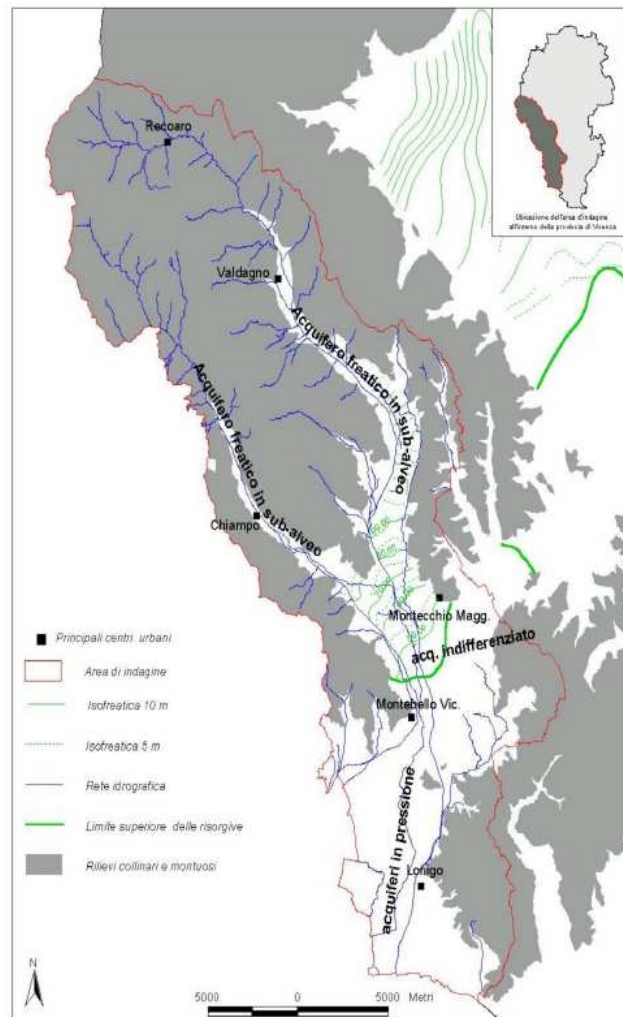 Ubicazione dell'area d'indagine
all'interno della provincia di Vicenza
Recoaro
Valdagno
Acquifero freatico in sub-alveo
Acquifero freatico in sub-alveo
Chiampo
Montecchio Magg.
acq. indifferenziato
Montebello Vic.
acquiferi in pressione
Lonigo
Principali centri urbani
Area di indagine
Isofreatica 10 m
Isofreatica 5 m
Rete idrografica
Limite superiore delle risorgive
Rilievi collinari e montuosi
N
5000 0 5000 Metri